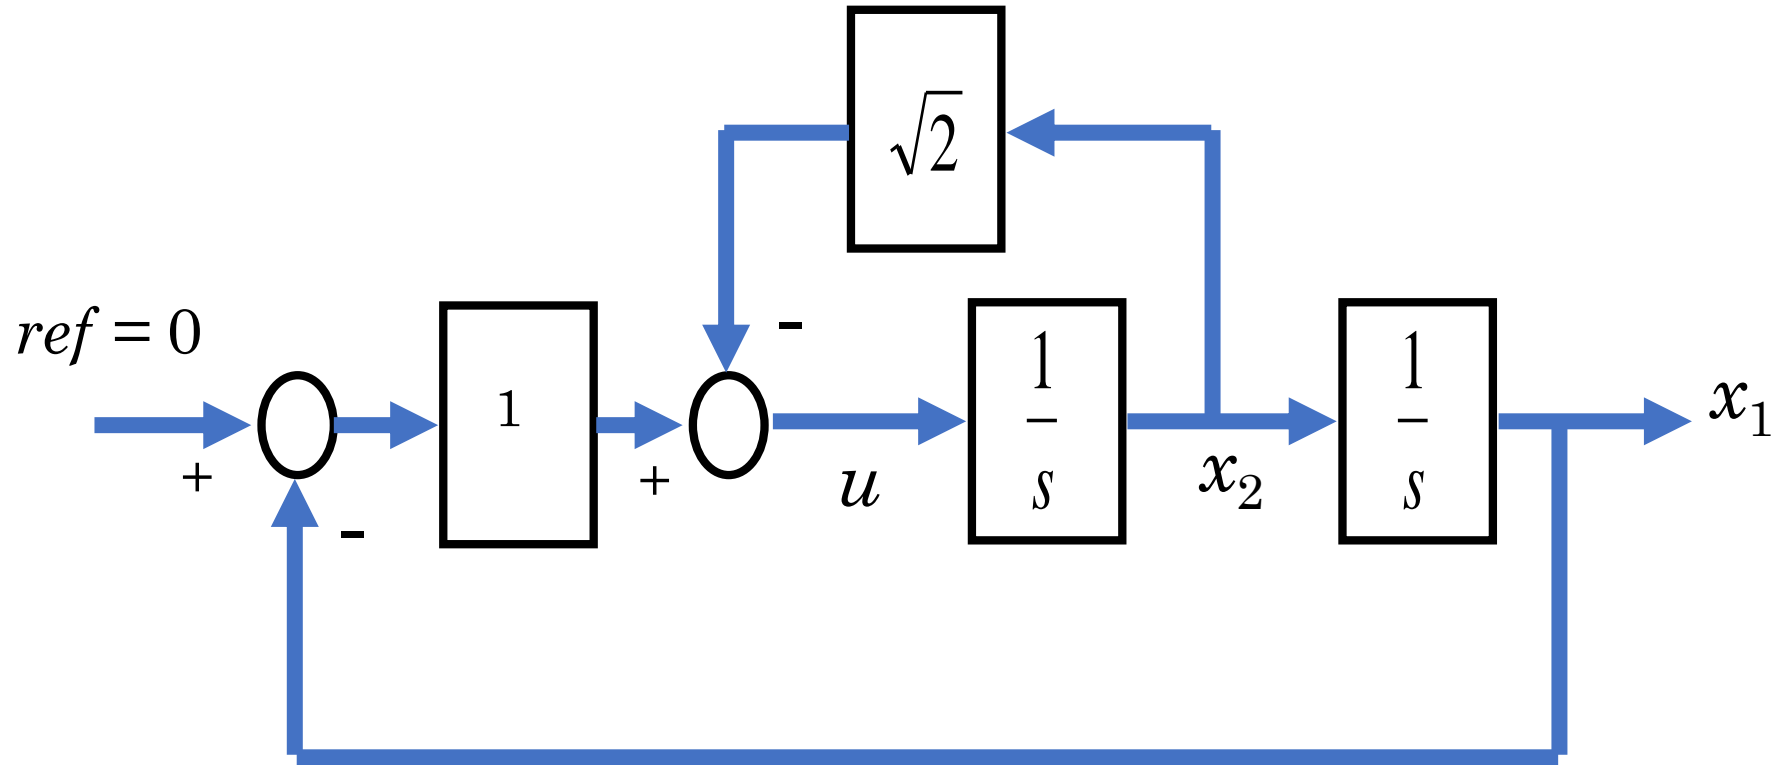 √2
-
ref = 0
1
1/s
1/s
x₁
+
-
+
u
x₂